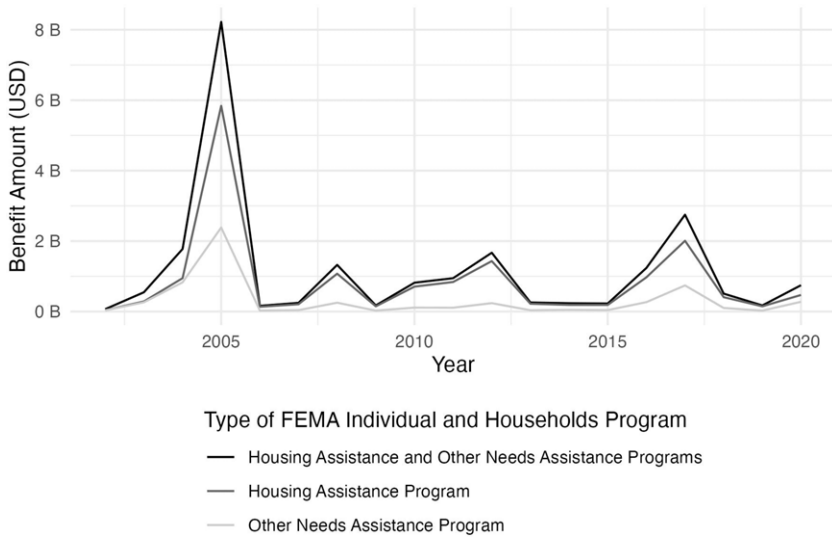 8 B
6 B
4 B
2 B
0 B
Benefit Amount (USD)
2005
2010
2015
2020
Year
Type of FEMA Individual and Households Program
Housing Assistance and Other Needs Assistance Programs
Housing Assistance Program
Other Needs Assistance Program